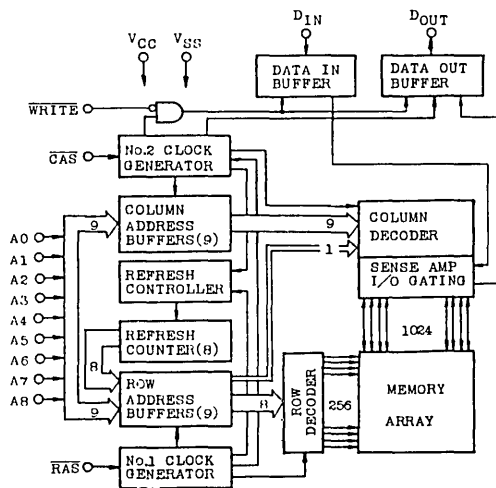 DIN
DOUT
VCC
VSS
DATA IN
BUFFER
DATA OUT
BUFFER
WRITE
CAS
No.2 CLOCK
GENERATOR
COLUMN
ADDRESS
BUFFERS(9)
9
9
COLUMN
DECODER
1
A0
A1
A2
A3
A4
A5
A6
A7
A8
REFRESH
CONTROLLER
SENSE AMP
I/O GATING
REFRESH
COUNTER(8)
1024
8
ROW
ADDRESS
BUFFERS(9)
9
8
ROW
DECODER
256
MEMORY
ARRAY
RAS
No.1 CLOCK
GENERATOR